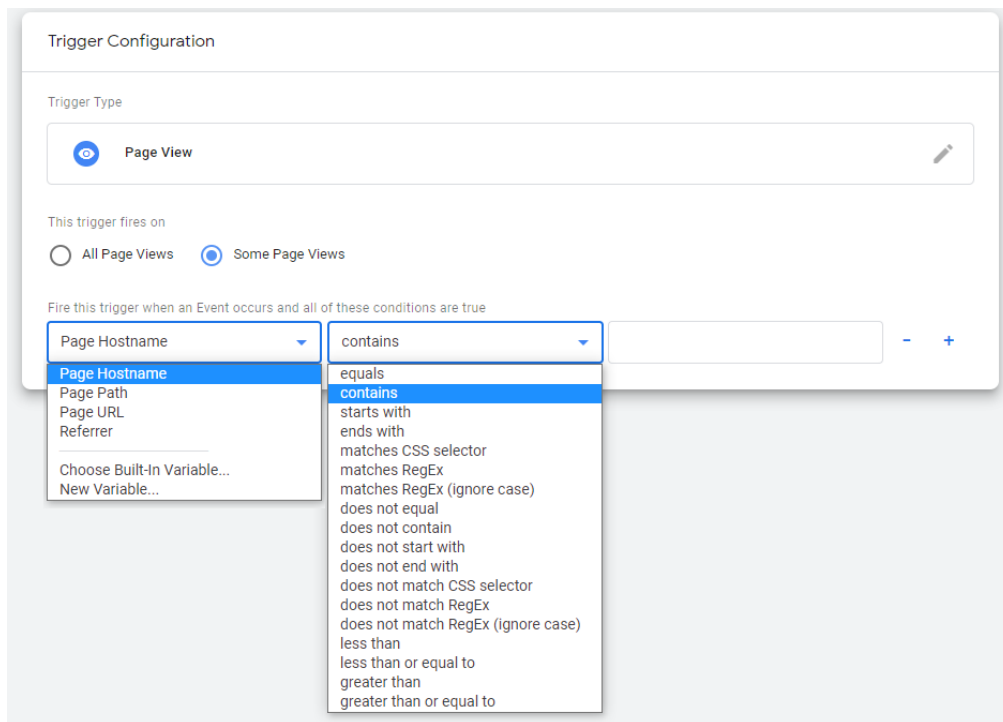 Trigger Configuration
Trigger Type
Page View
This trigger fires on
All Page Views Some Page Views
Fire this trigger when an Event occurs and all of these conditions are true
Page Hostname contains - +
Page Hostname
Page Path
Page URL
Referrer
Choose Built-In Variable...
New Variable...
equals
contains
starts with
ends with
matches CSS selector
matches RegEx
matches RegEx (ignore case)
does not equal
does not contain
does not start with
does not end with
does not match CSS selector
does not match RegEx
does not match RegEx (ignore case)
less than
less than or equal to
greater than
greater than or equal to